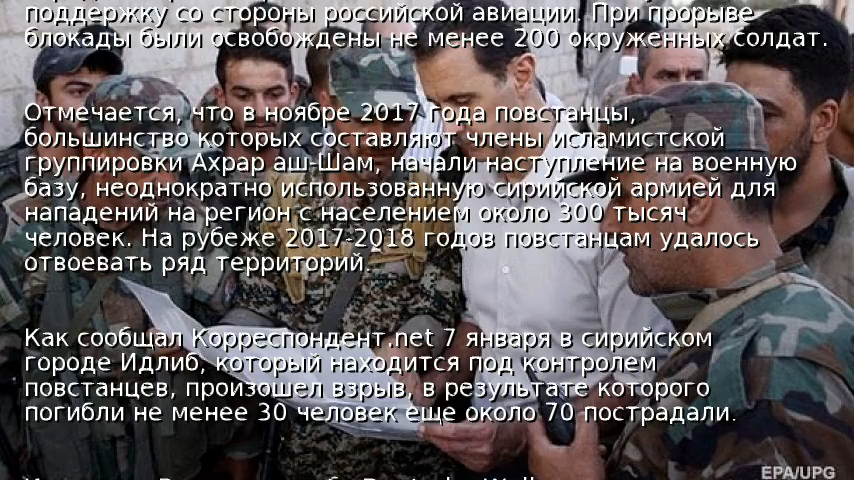 поддержку со стороны российской авиации. При прорыве
блокады были освобождены не менее 200 окруженных солдат.
Отмечается, что в ноябре 2017 года повстанцы,
большинство которых составляют члены исламистской
группировки Ахрар аш-Шам, начали наступление на военную
базу, неоднократно использованную сирийской армией для
нападений на регион с населением около 300 тысяч
человек. На рубеже 2017-2018 годов повстанцам удалось
отвоевать ряд территорий.
Как сообщал Корреспондент.net 7 января в сирийском
городе Идлиб, который находится под контролем
повстанцев, произошел взрыв, в результате которого
погибли не менее 30 человек еще около 70 пострадали.
EPA/UPG